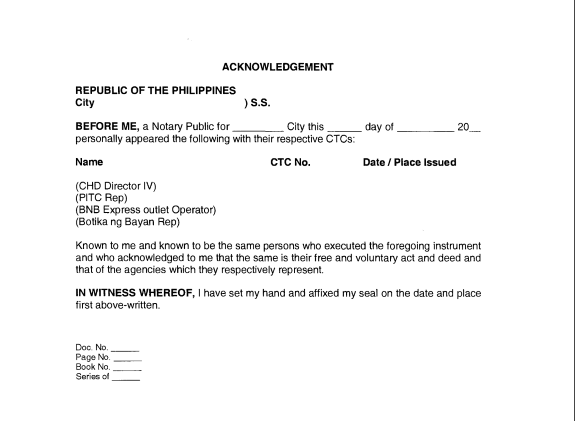 ACKNOWLEDGEMENT
REPUBLIC OF THE PHILIPPINES
City ) S.S.
BEFORE ME, a Notary Public for _________ City this ______ day of __________ 20__
personally appeared the following with their respective CTCs:
Name CTC No. Date / Place Issued
(CHD Director IV)
(PITC Rep)
(BNB Express outlet Operator)
(Botika ng Bayan Rep)
Known to me and known to be the same persons who executed the foregoing instrument
and who acknowledged to me that the same is their free and voluntary act and deed and
that of the agencies which they respectively represent.
IN WITNESS WHEREOF, I have set my hand and affixed my seal on the date and place
first above-written.
Doc. No. ______
Page No. ______
Book No. ______
Series of ______